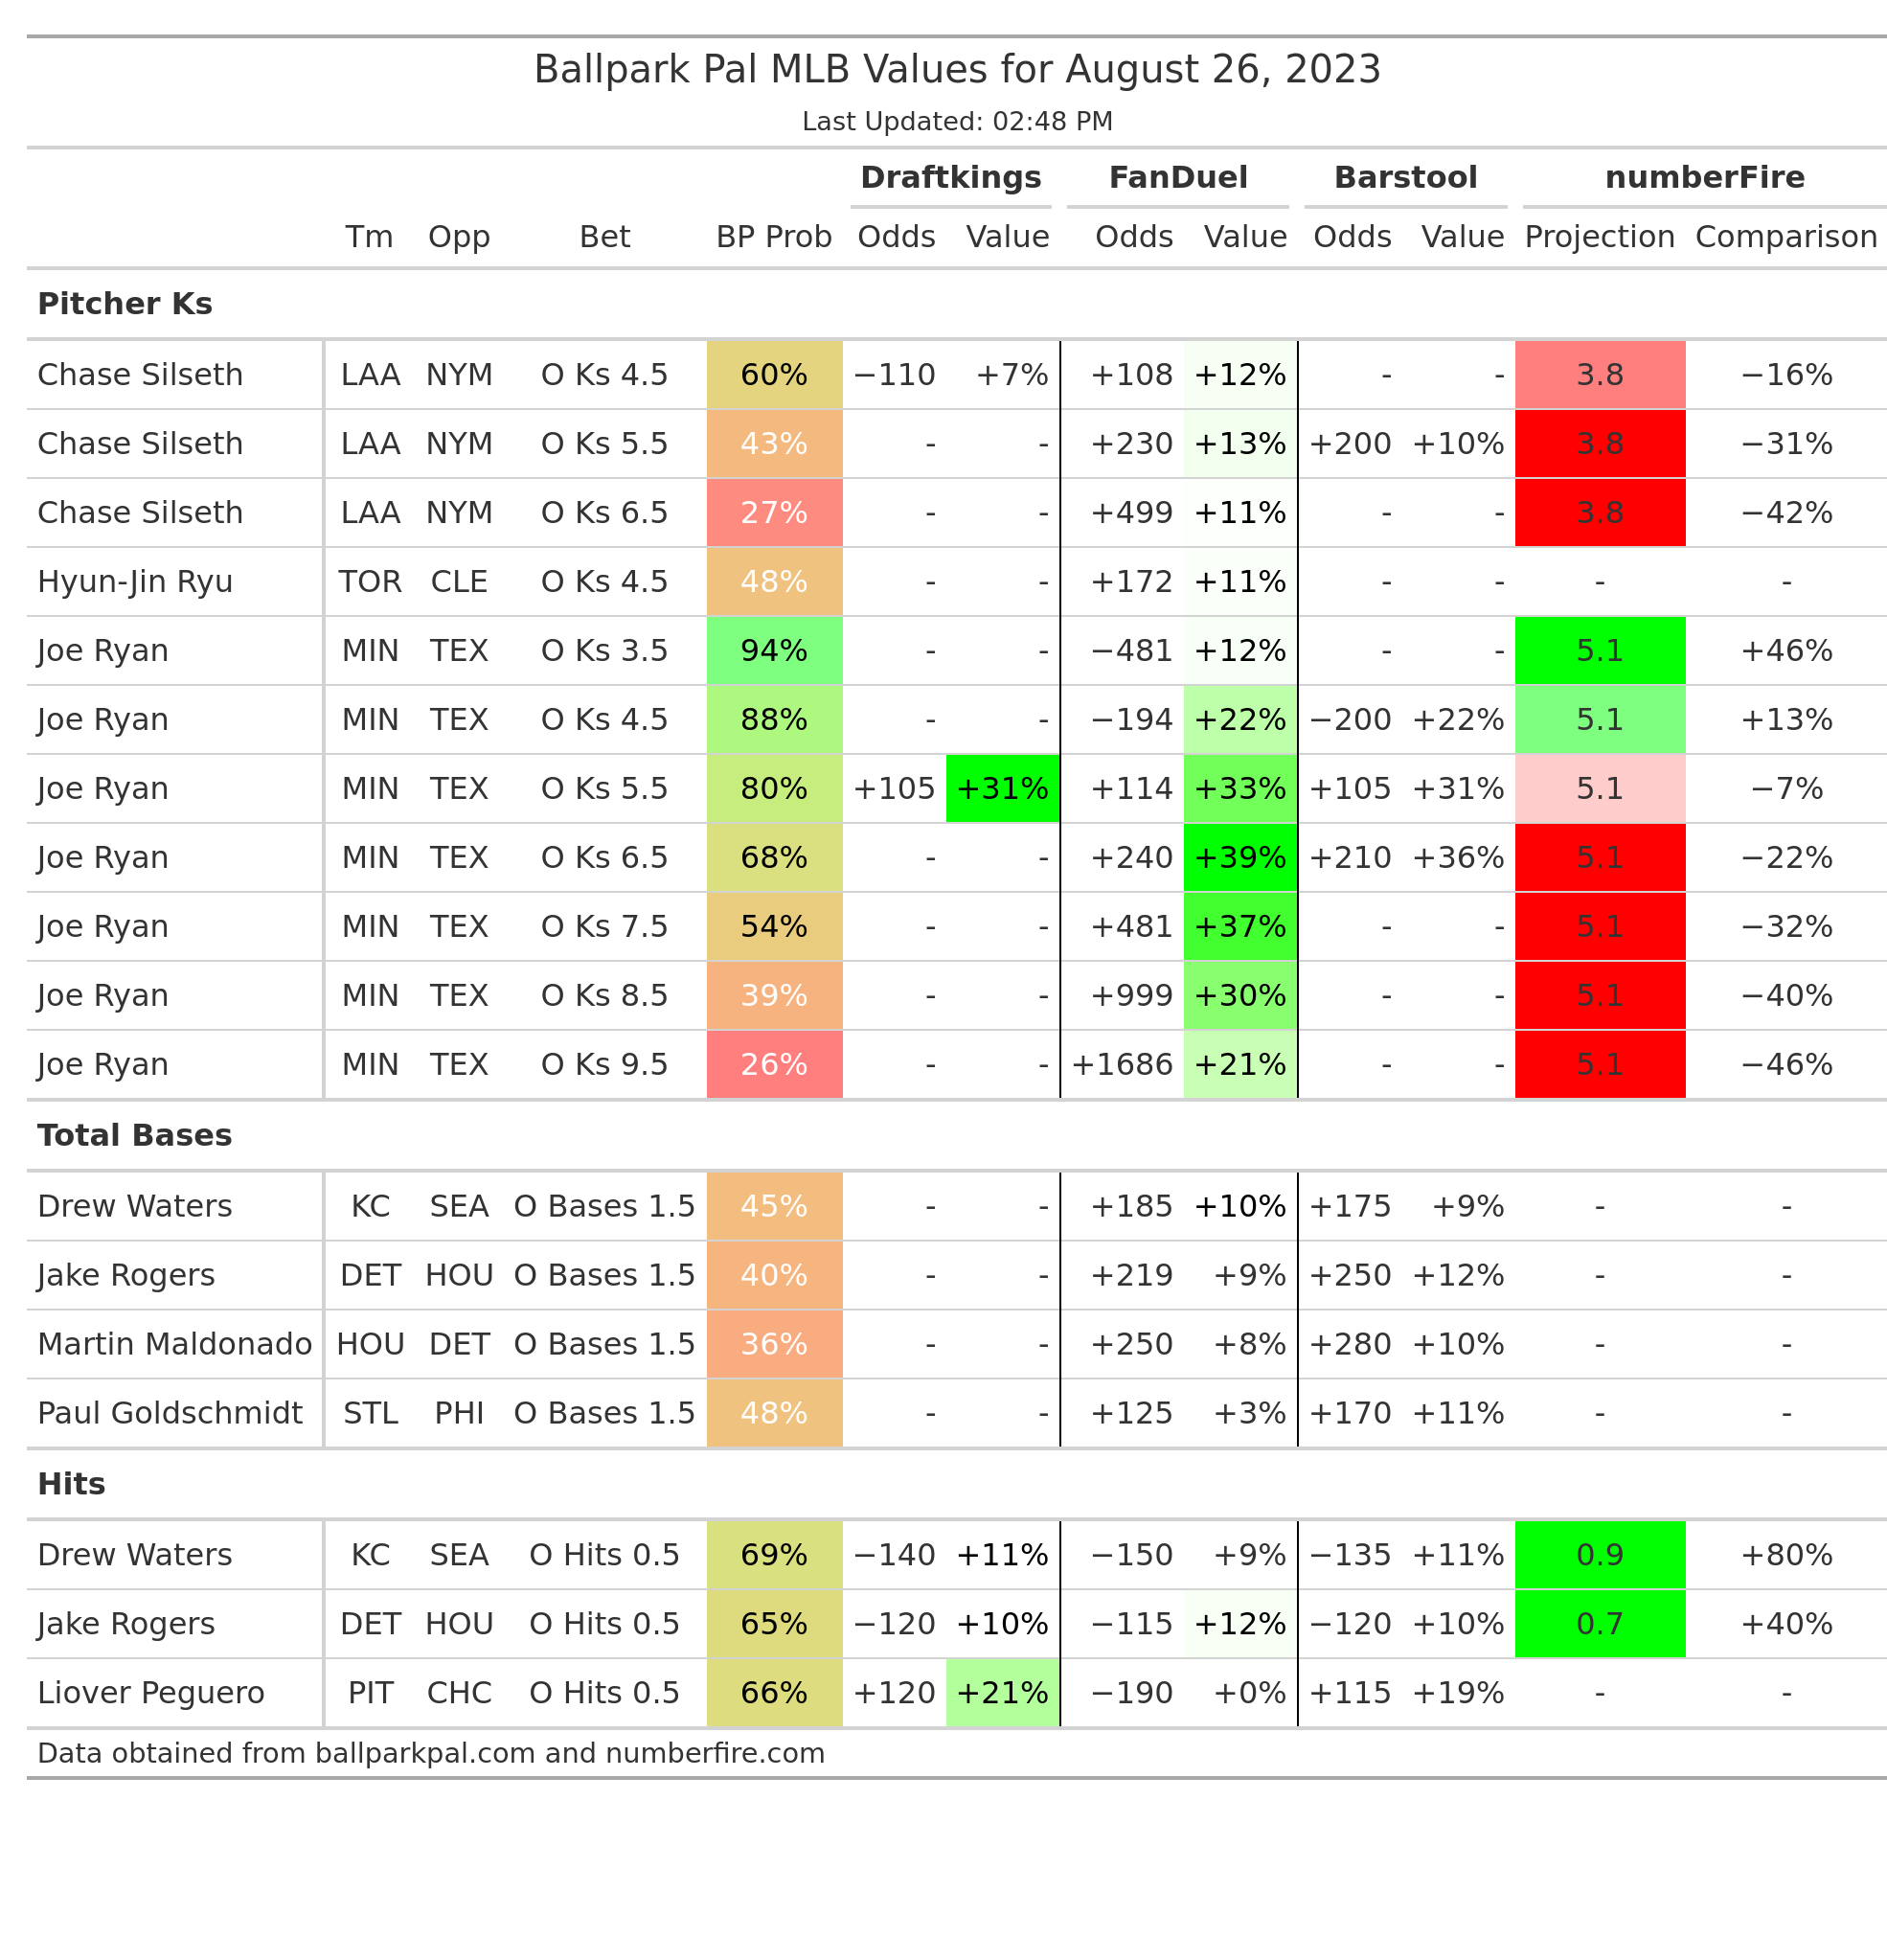 Ballpark Pal MLB Values for August 26, 2023
Last Updated: 02:48 PM
Draftkings FanDuel Barstool numberFire
Tm Opp Bet BP Prob Odds Value Odds Value Odds Value Projection Comparison
Pitcher Ks
Chase Silseth LAA NYM O Ks 4.5 60% −110 +7% +108 +12% - - 3.8 −16%
Chase Silseth LAA NYM O Ks 5.5 43% - - +230 +13% +200 +10% 3.8 −31%
Chase Silseth LAA NYM O Ks 6.5 27% - - +499 +11% - - 3.8 −42%
Hyun-Jin Ryu TOR CLE O Ks 4.5 48% - - +172 +11% - - - -
Joe Ryan MIN TEX O Ks 3.5 94% - - −481 +12% - - 5.1 +46%
Joe Ryan MIN TEX O Ks 4.5 88% - - −194 +22% −200 +22% 5.1 +13%
Joe Ryan MIN TEX O Ks 5.5 80% +105 +31% +114 +33% +105 +31% 5.1 −7%
Joe Ryan MIN TEX O Ks 6.5 68% - - +240 +39% +210 +36% 5.1 −22%
Joe Ryan MIN TEX O Ks 7.5 54% - - +481 +37% - - 5.1 −32%
Joe Ryan MIN TEX O Ks 8.5 39% - - +999 +30% - - 5.1 −40%
Joe Ryan MIN TEX O Ks 9.5 26% - - +1686 +21% - - 5.1 −46%
Total Bases
Drew Waters KC SEA O Bases 1.5 45% - - +185 +10% +175 +9% - -
Jake Rogers DET HOU O Bases 1.5 40% - - +219 +9% +250 +12% - -
Martin Maldonado HOU DET O Bases 1.5 36% - - +250 +8% +280 +10% - -
Paul Goldschmidt STL PHI O Bases 1.5 48% - - +125 +3% +170 +11% - -
Hits
Drew Waters KC SEA O Hits 0.5 69% −140 +11% −150 +9% −135 +11% 0.9 +80%
Jake Rogers DET HOU O Hits 0.5 65% −120 +10% −115 +12% −120 +10% 0.7 +40%
Liover Peguero PIT CHC O Hits 0.5 66% +120 +21% −190 +0% +115 +19% - -
Data obtained from ballparkpal.com and numberfire.com